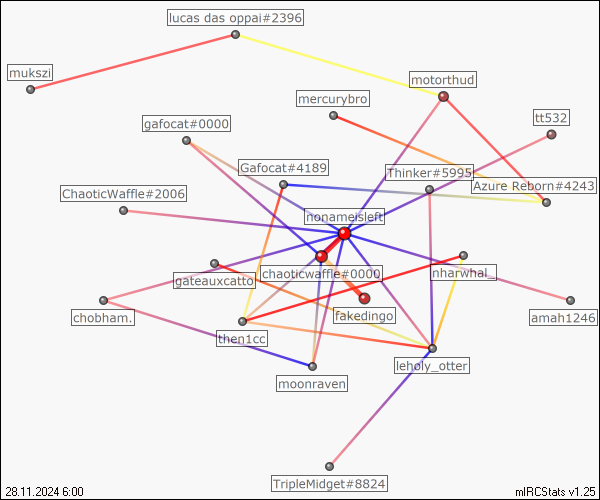 lucas das oppai#2396
mukszi
motorthud
mercurybro
tt532
gafocat#0000
Gafocat#4189
Thinker#5995
Azure Reborn#4243
ChaoticWaffle#2006
nonameisleft
chaoticwaffle#0000
nharwhal_
gateauxcatto
chobham.
fakedingo
amah1246
then1cc
leholy_otter
moonraven
TripleMidget#8824
28.11.2024 6:00
mIRCStats v1.25